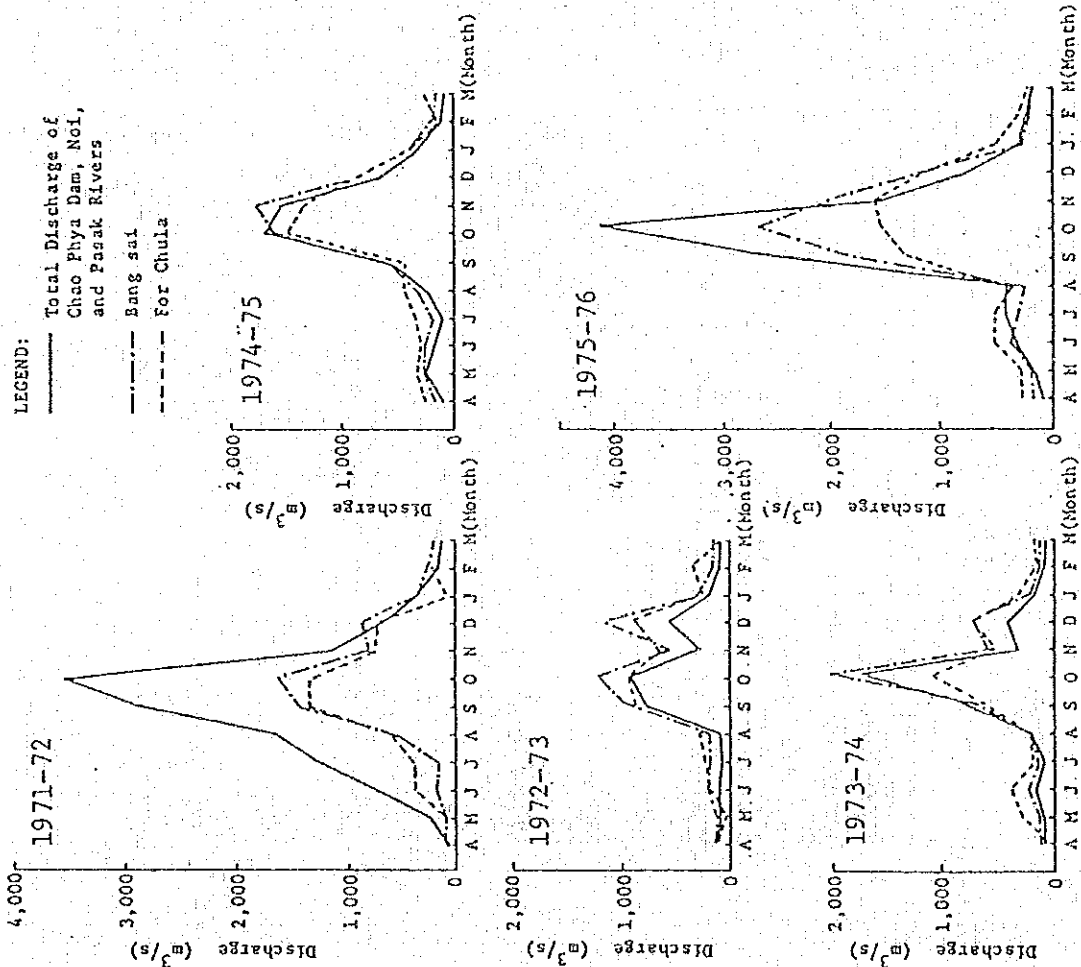 LEGEND:
Total Discharge of
Chao Phya Dam, Noi,
and Pasak Rivers
Bang sai
For Chula
1971-72
Discharge
(m³/s)
4,000
3,000
2,000
1,000
0
A M J J A S O N D J F M(Month)
1972-73
Discharge
(m³/s)
1,000
0
A M J J A S O N D J F M(Month)
1973-74
Discharge
(m³/s)
2,000
1,000
0
A M J J A S O N D J F M(Month)
1974-75
Discharge
(m³/s)
2,000
1,000
0
A M J J A S O N D J F M(Month)
1975-76
Discharge
(m³/s)
4,000
3,000
2,000
1,000
0
A M J J A S O N D J F M(Month)